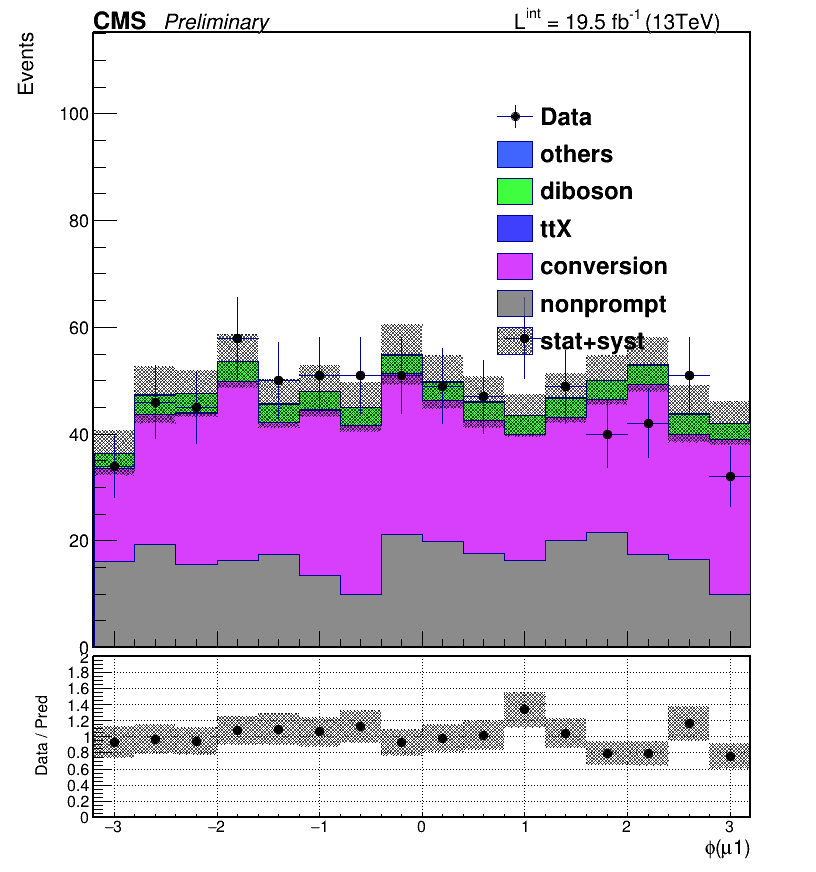 CMS Preliminary L^int = 19.5 fb^-1 (13TeV)
Events
100
80
60
40
20
0
Data
others
diboson
ttX
conversion
nonprompt
stat+syst
Data / Pred
2
1.8
1.6
1.4
1.2
1
0.8
0.6
0.4
0.2
0
−3 −2 −1 0 1 2 3
ϕ(μ1)